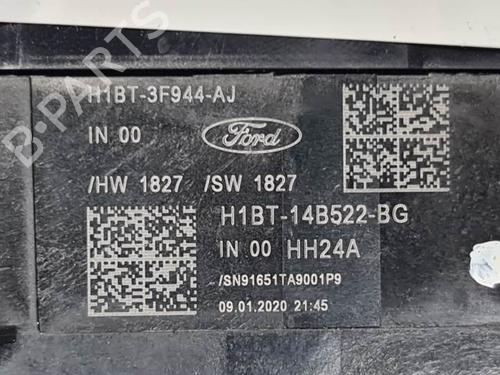 B-PARTS
H1BT-3F944-AJ
IN 00
Ford
/HW 1827 /SW 1827
H1BT-14B522-BG
IN 00 HH24A
/SN91651TA9001P9
09.01.2020 21:45